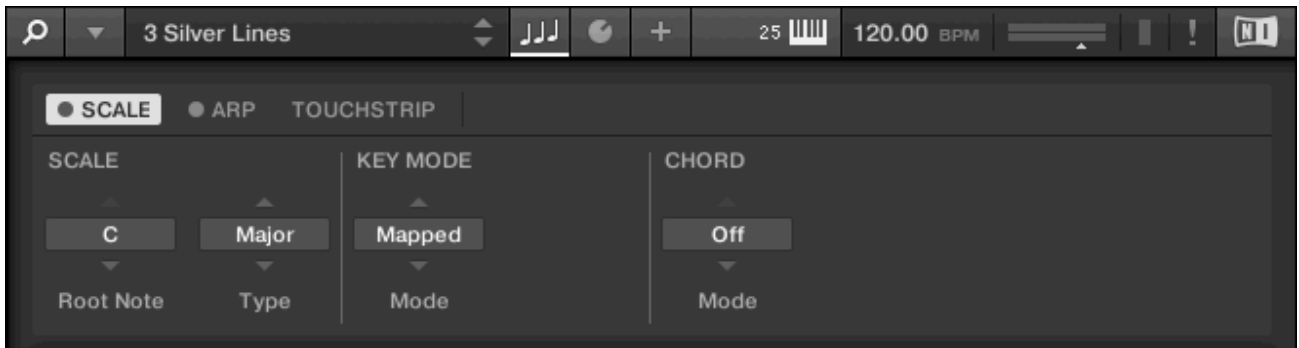 3 Silver Lines 25 120.00 BPM NI
SCALE ARP TOUCHSTRIP
SCALE KEY MODE CHORD
C Major Mapped Off
Root Note Type Mode Mode